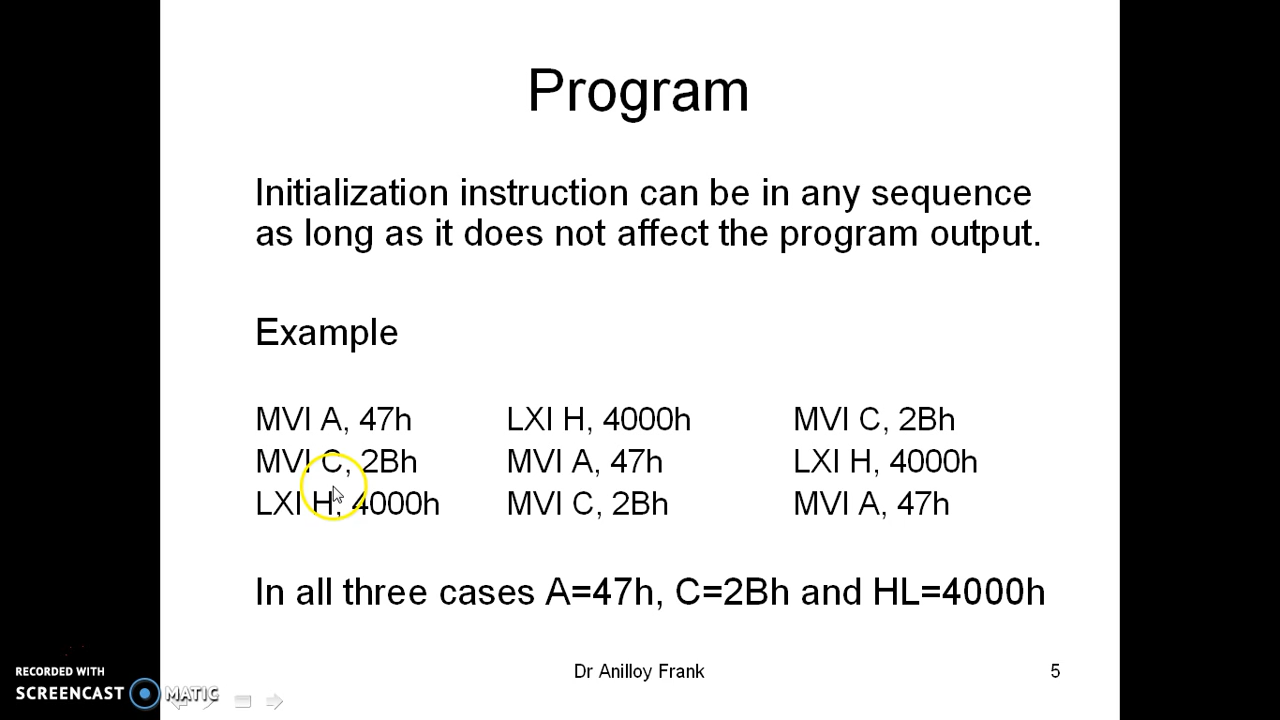 Program
Initialization instruction can be in any sequence
as long as it does not affect the program output.
Example
MVI A, 47h
MVI C, 2Bh
LXI H, 4000h
LXI H, 4000h
MVI A, 47h
MVI C, 2Bh
MVI C, 2Bh
LXI H, 4000h
MVI A, 47h
In all three cases A=47h, C=2Bh and HL=4000h
Dr Anilloy Frank
5
RECORDED WITH
SCREENCAST MATIC